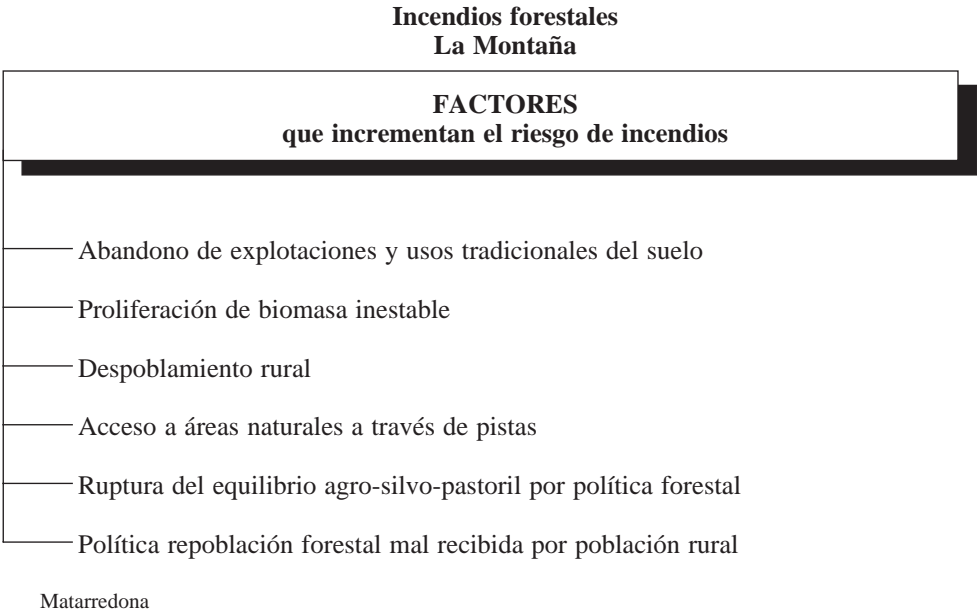 Incendios forestales
La Montaña
FACTORES
que incrementan el riesgo de incendios
Abandono de explotaciones y usos tradicionales del suelo
Proliferación de biomasa inestable
Despoblamiento rural
Acceso a áreas naturales a través de pistas
Ruptura del equilibrio agro-silvo-pastoril por política forestal
Política repoblación forestal mal recibida por población rural
Matarredona